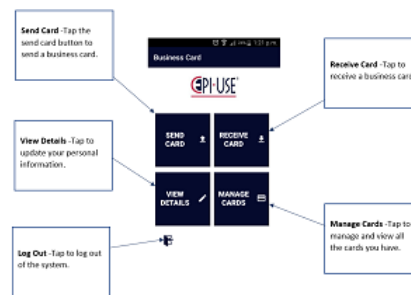 Send Card -Tap the
send card button to
send a business card.
Business Card
EPI-USE
Receive Card -Tap to
receive a business card
SEND
CARD
RECEIVE
CARD
View Details -Tap to
update your personal
information.
VIEW
DETAILS
MANAGE
CARDS
Manage Cards -Tap to
manage and view all
the cards you have.
Log Out -Tap to log out
of the system.